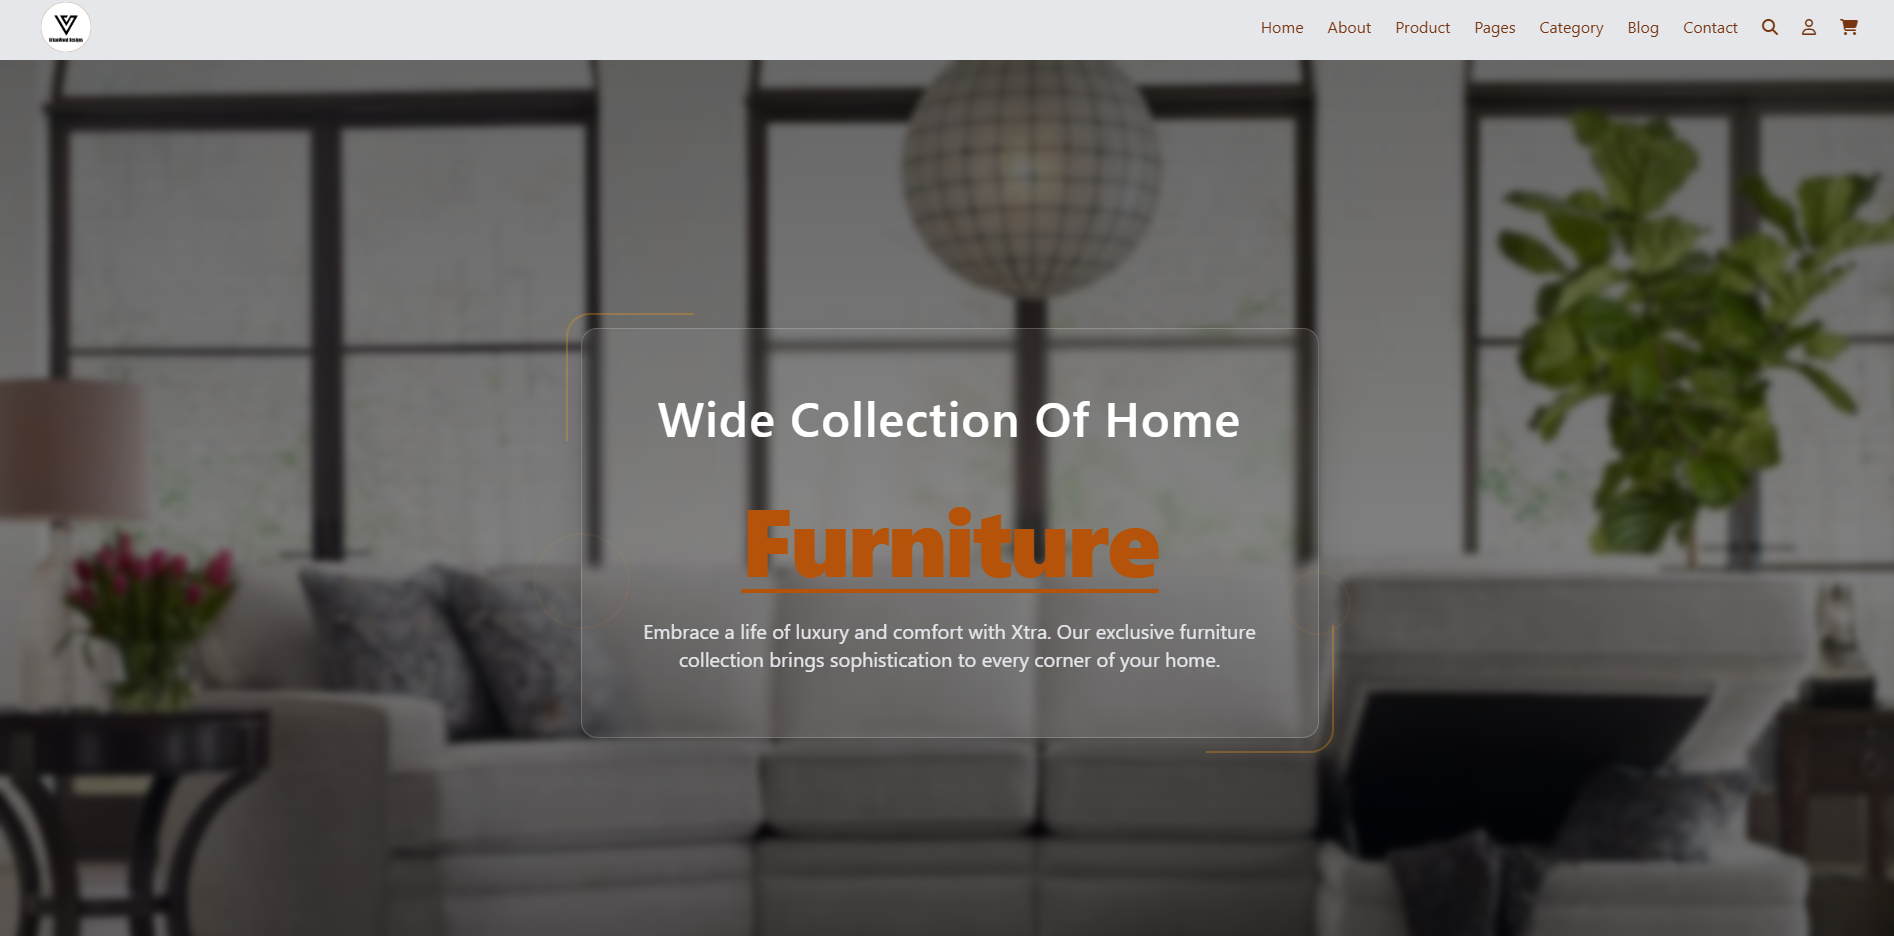 Home About Product Pages Category Blog Contact
Wide Collection Of Home
Furniture
Embrace a life of luxury and comfort with Xtra. Our exclusive furniture
collection brings sophistication to every corner of your home.